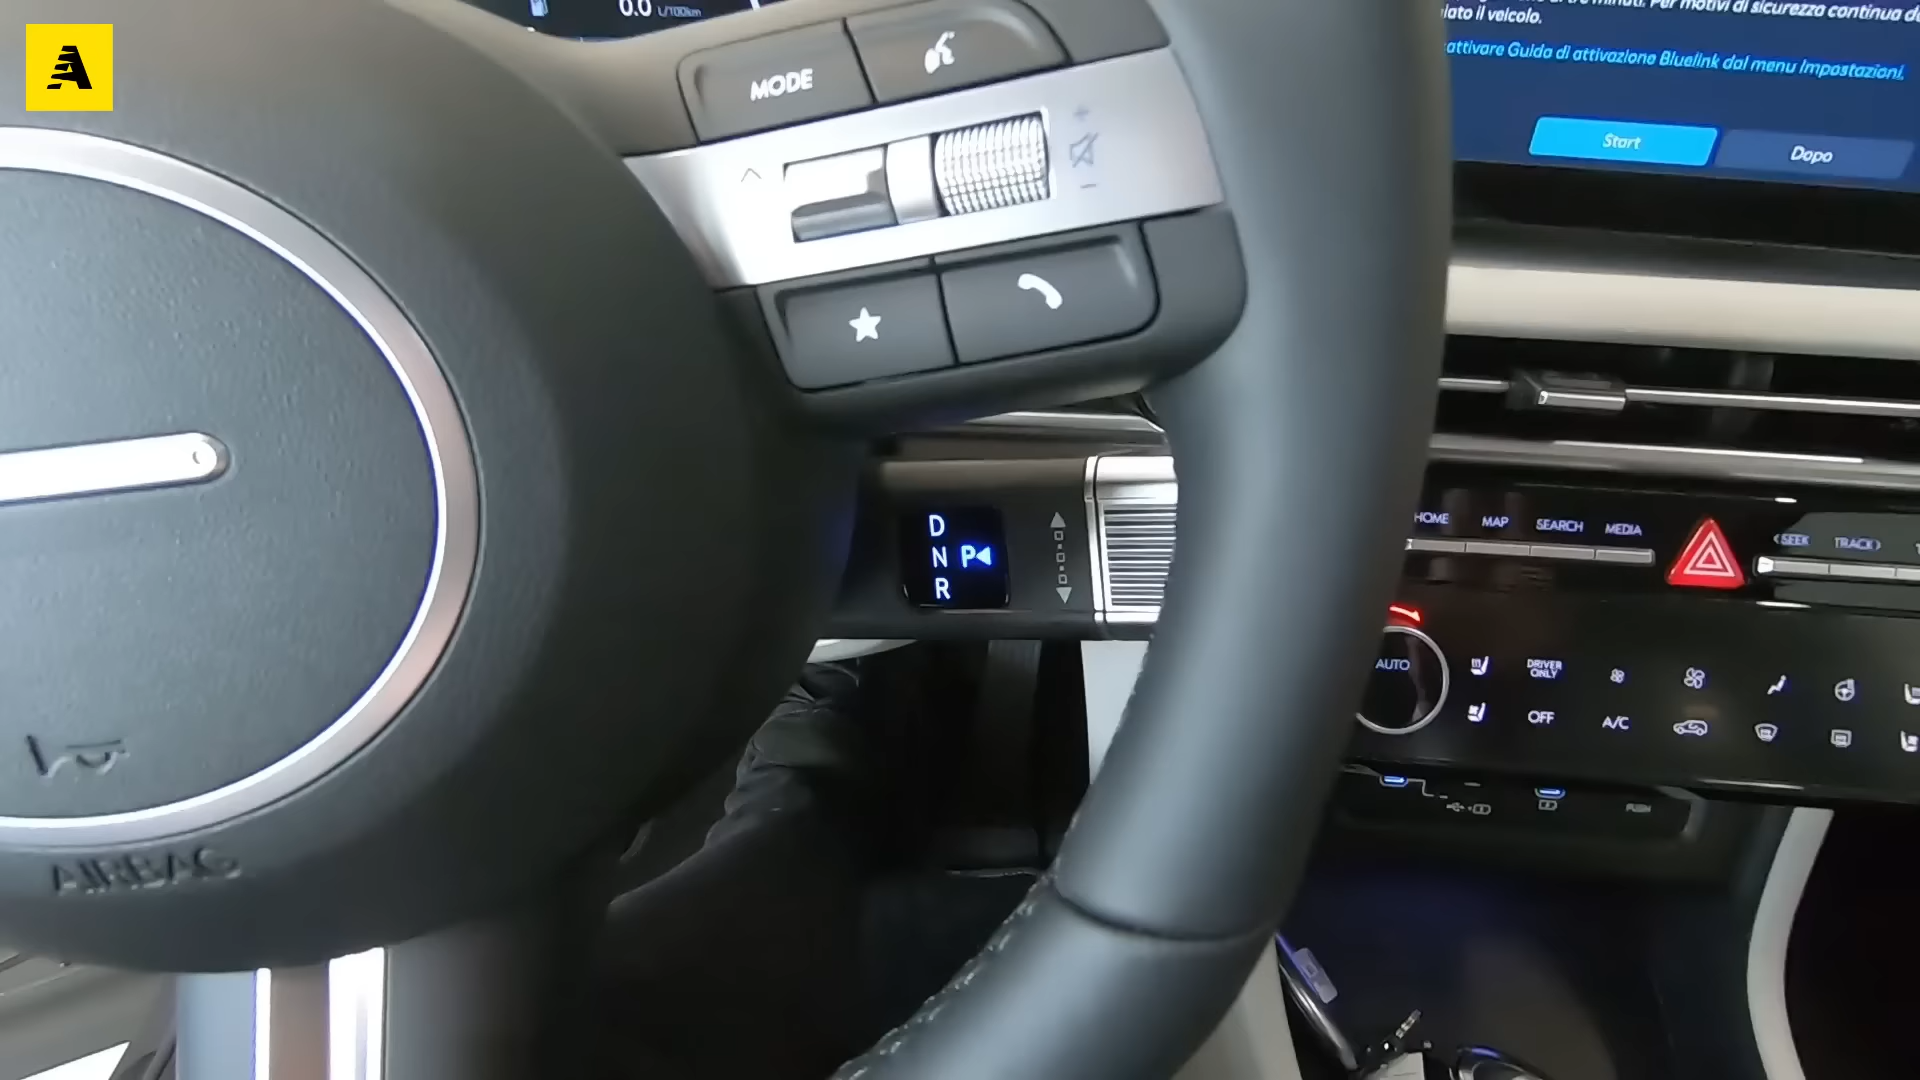 A
0.0 L/100km
MODE
lato il veicolo.
attivare Guida di attivazione Bluelink dal menu Impostazioni.
Start
Dopo
D
N P
R
HOME MAP SEARCH MEDIA
SEEK TRACK
AUTO
DRIVER
ONLY
OFF
A/C
PUSH
AIRBAG